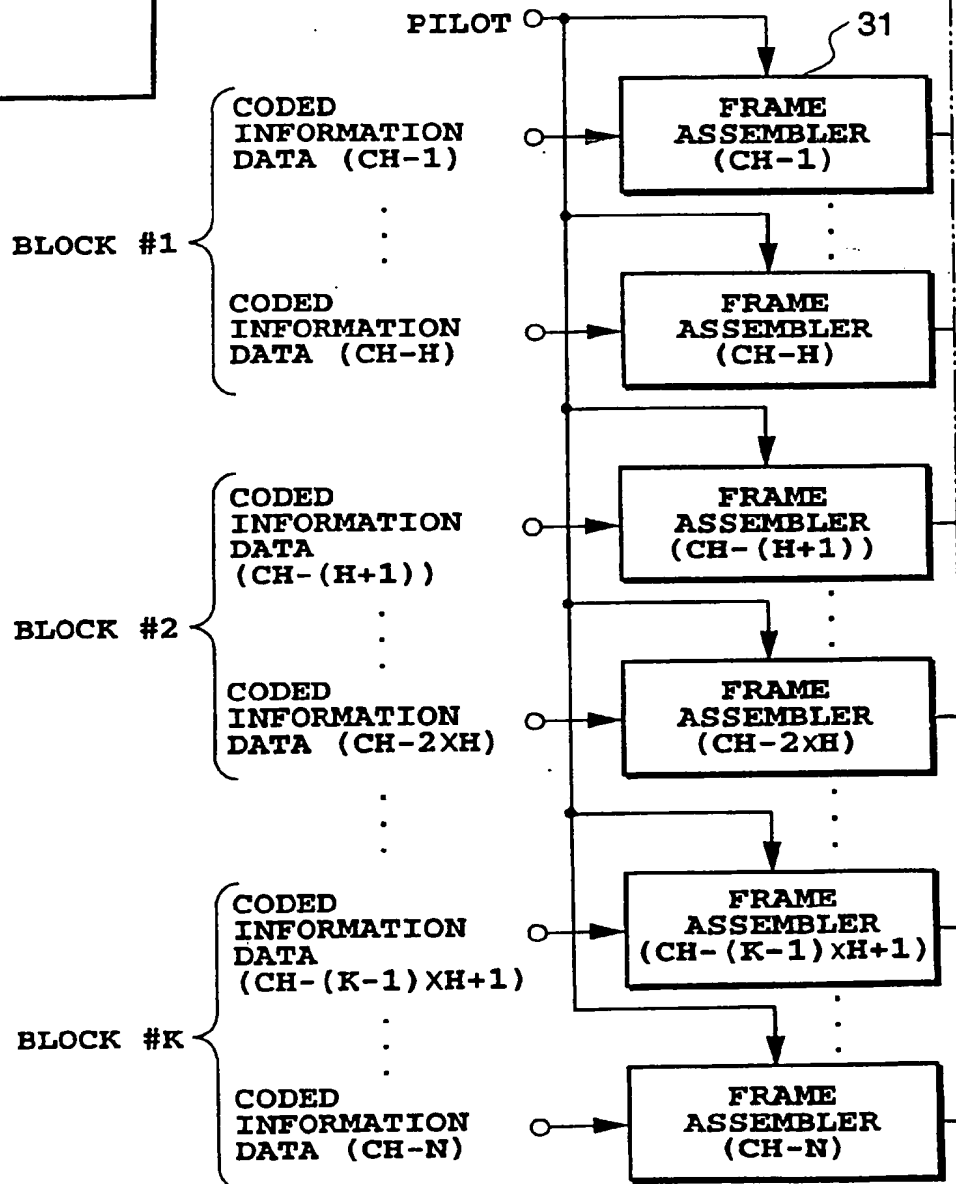 PILOT
31
BLOCK #1
CODED
INFORMATION
DATA (CH-1)
FRAME
ASSEMBLER
(CH-1)
CODED
INFORMATION
DATA (CH-H)
FRAME
ASSEMBLER
(CH-H)
BLOCK #2
CODED
INFORMATION
DATA
(CH-(H+1))
FRAME
ASSEMBLER
(CH-(H+1))
CODED
INFORMATION
DATA (CH-2XH)
FRAME
ASSEMBLER
(CH-2XH)
BLOCK #K
CODED
INFORMATION
DATA
(CH-(K-1)XH+1)
FRAME
ASSEMBLER
(CH-(K-1)XH+1)
CODED
INFORMATION
DATA (CH-N)
FRAME
ASSEMBLER
(CH-N)